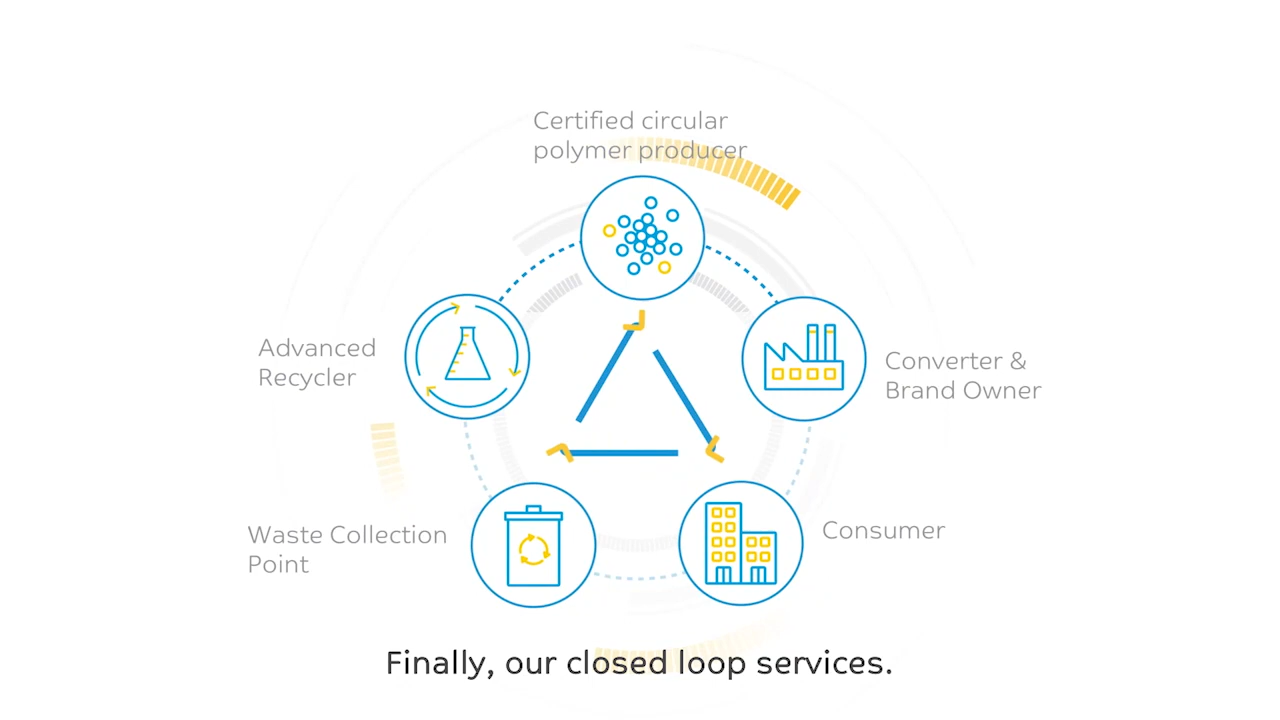 Certified circular
polymer producer
Advanced
Recycler
Converter &
Brand Owner
Waste Collection
Point
Consumer
Finally, our closed loop services.